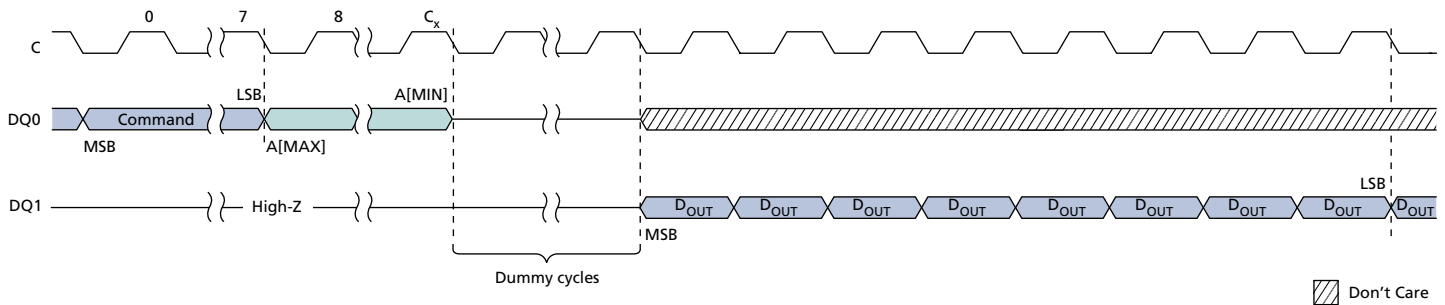 0 7 8 Cx
C
LSB A[MIN]
DQ0 Command
MSB A[MAX]
LSB
DQ1 High-Z DOUT DOUT DOUT DOUT DOUT DOUT DOUT DOUT DOUT
MSB
Dummy cycles
Don't Care